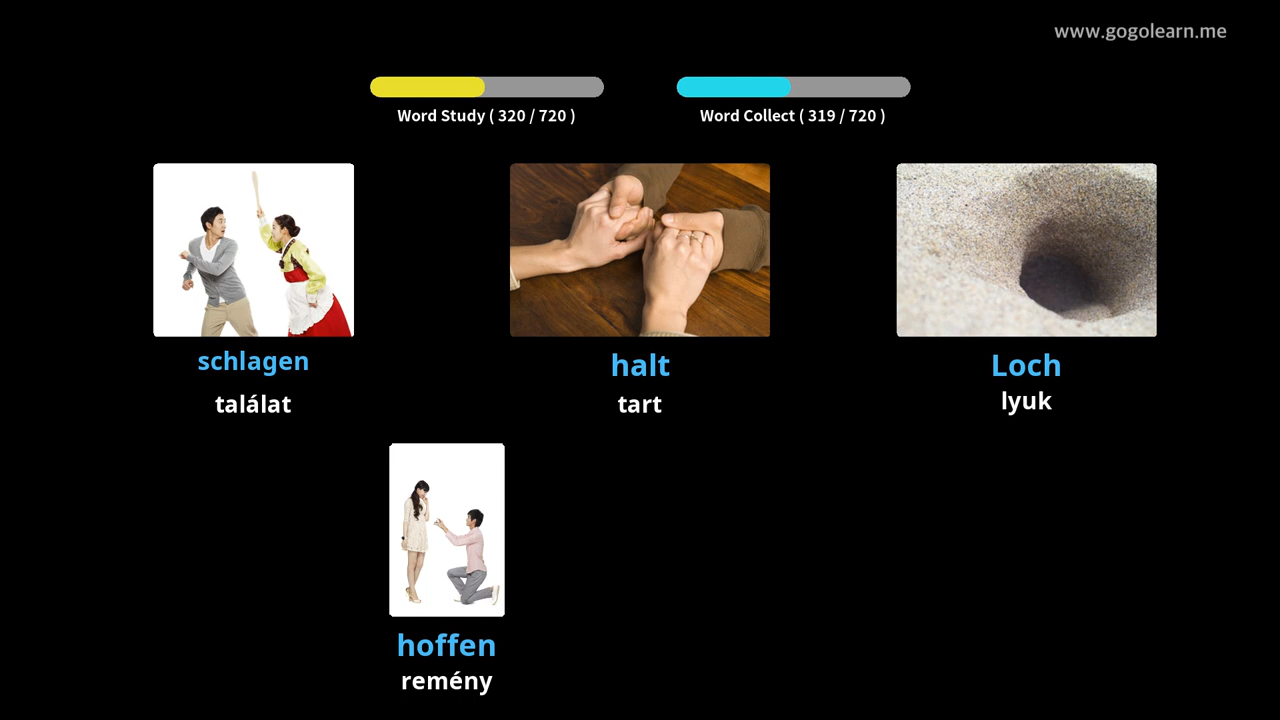 www.gogolearn.me
Word Study ( 320 / 720 )
Word Collect ( 319 / 720 )
schlagen
találat
halt
tart
Loch
lyuk
hoffen
remény